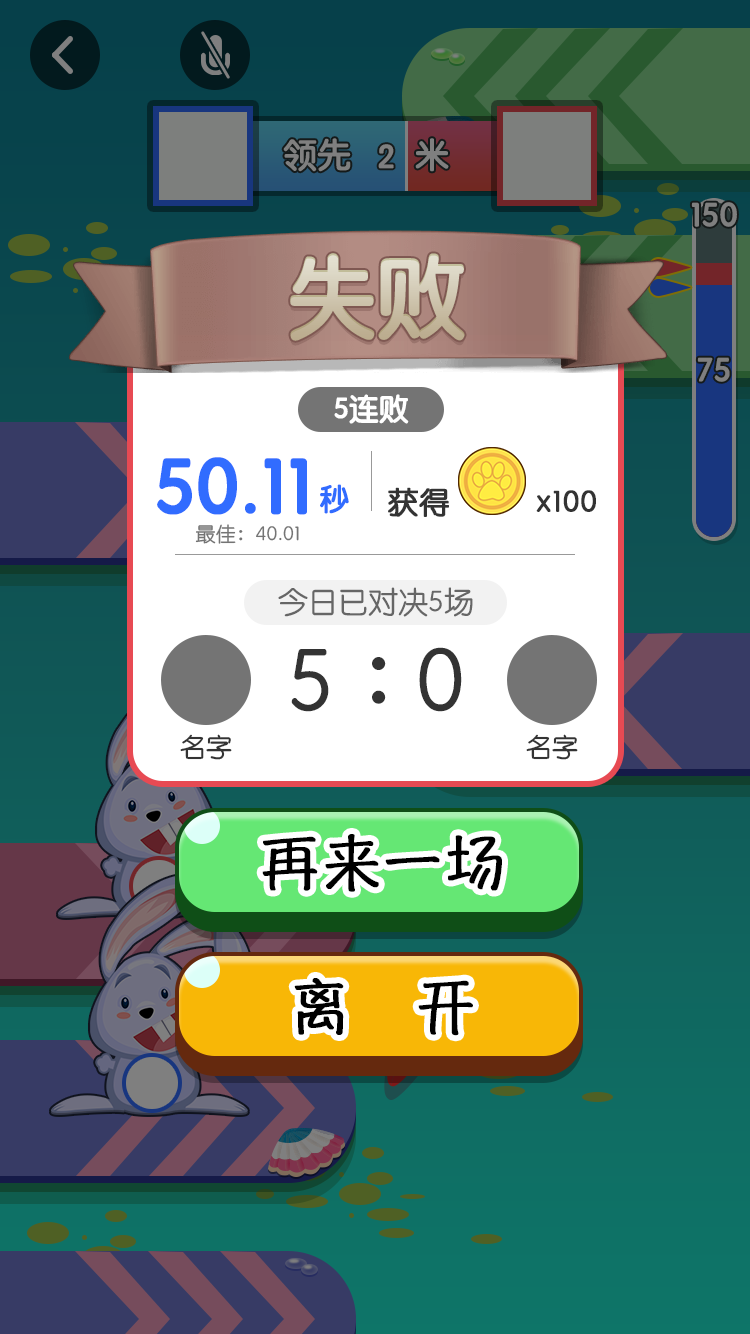 领先 2 米
150
失败
75
5连败
50.11秒
获得 x100
最佳：40.01
今日已对决5场
5 : 0
名字 名字
再来一场
离 开